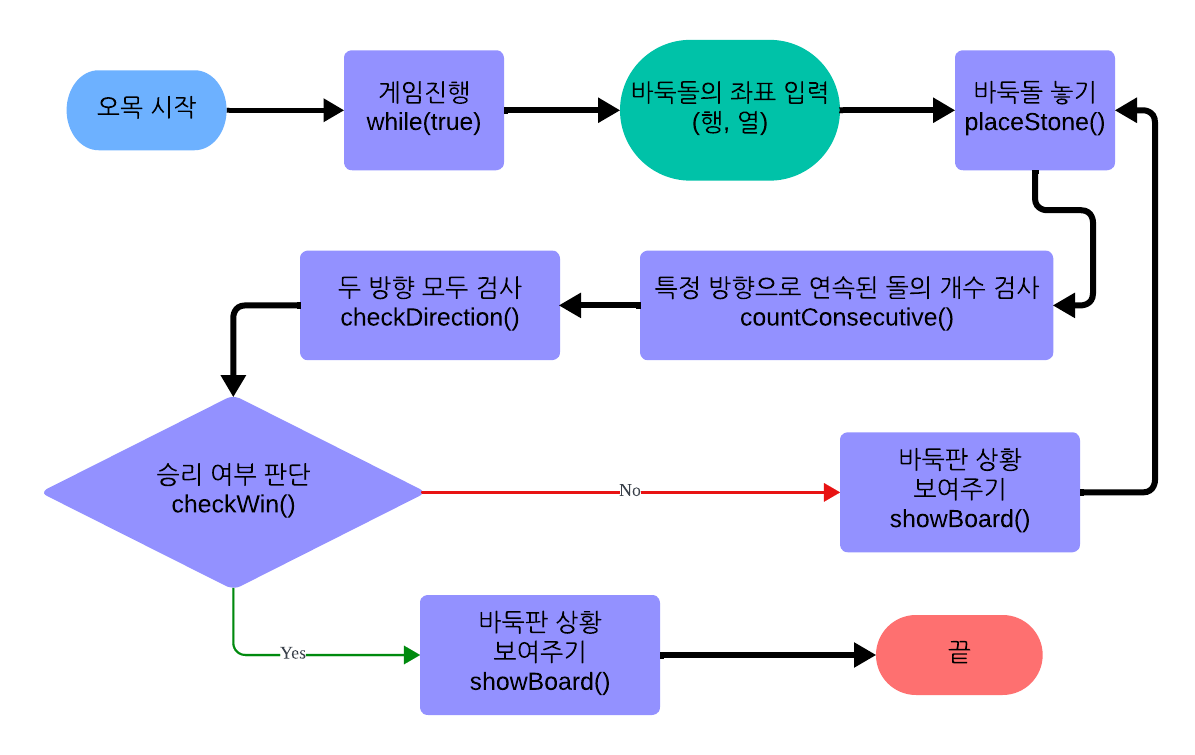 오목 시작
게임진행
while(true)
바둑돌의 좌표 입력
(행, 열)
바둑돌 놓기
placeStone()
특정 방향으로 연속된 돌의 개수 검사
countConsecutive()
두 방향 모두 검사
checkDirection()
승리 여부 판단
checkWin()
No
바둑판 상황
보여주기
showBoard()
Yes
바둑판 상황
보여주기
showBoard()
끝